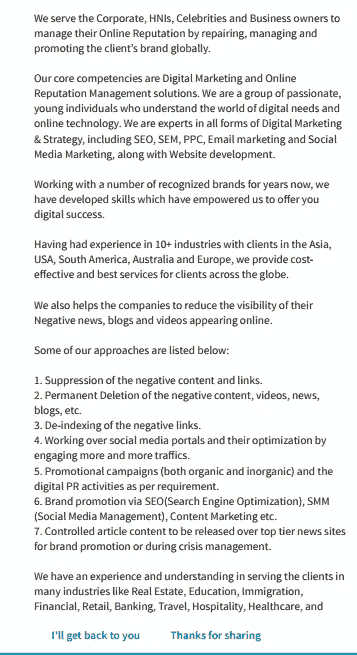 We serve the Corporate, HNIs, Celebrities and Business owners to
manage their Online Reputation by repairing, managing and
promoting the client's brand globally.
Our core competencies are Digital Marketing and Online
Reputation Management solutions. We are a group of passionate,
young individuals who understand the world of digital needs and
online technology. We are experts in all forms of Digital Marketing
& Strategy, including SEO, SEM, PPC, Email marketing and Social
Media Marketing, along with Website development.
Working with a number of recognized brands for years now, we
have developed skills which have empowered us to offer you
digital success.
Having had experience in 10+ industries with clients in the Asia,
USA, South America, Australia and Europe, we provide cost-
effective and best services for clients across the globe.
We also helps the companies to reduce the visibility of their
Negative news, blogs and videos appearing online.
Some of our approaches are listed below:
1. Suppression of the negative content and links.
2. Permanent Deletion of the negative content, videos, news,
blogs, etc.
3. De-indexing of the negative links.
4. Working over social media portals and their optimization by
engaging more and more traffics.
5. Promotional campaigns (both organic and inorganic) and the
digital PR activities as per requirement.
6. Brand promotion via SEO(Search Engine Optimization), SMM
(Social Media Management), Content Marketing etc.
7. Controlled article content to be released over top tier news sites
for brand promotion or during crisis management.
We have an experience and understanding in serving the clients in
many industries like Real Estate, Education, Immigration,
Financial, Retail, Banking, Travel, Hospitality, Healthcare, and
I'll get back to you Thanks for sharing